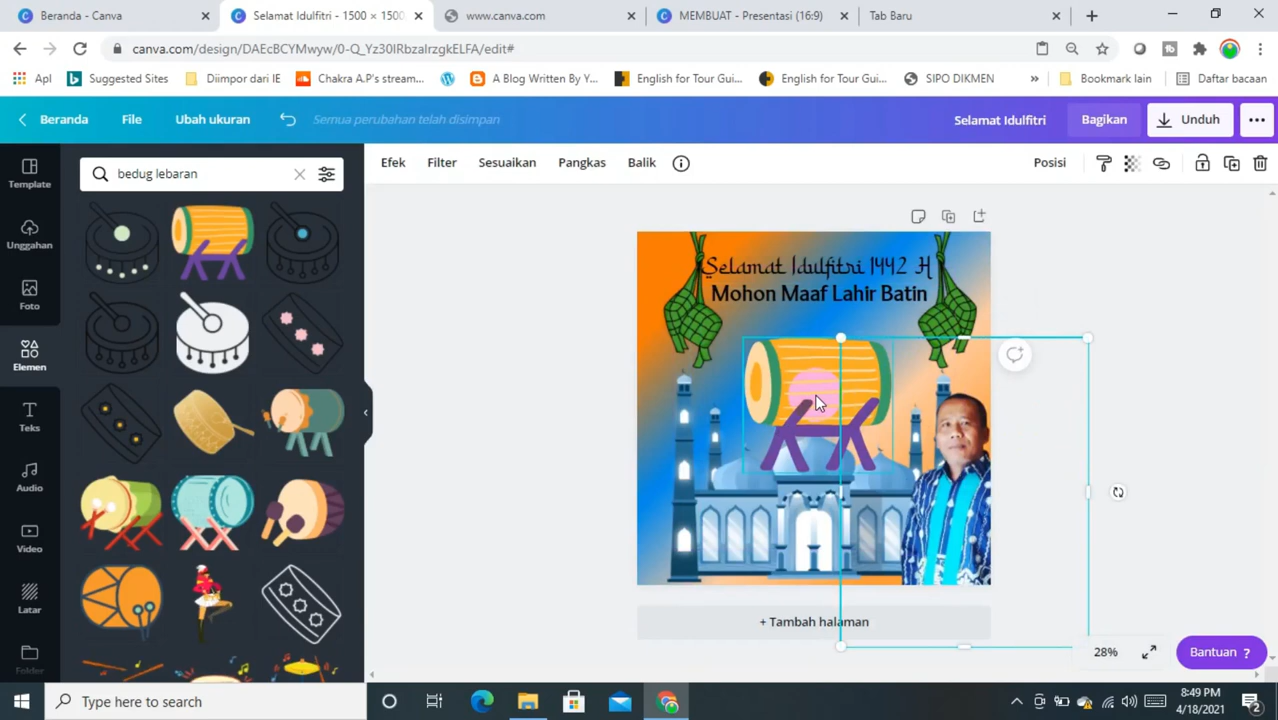 Beranda - Canva
Selamat Idulfitri - 1500 × 1500
www.canva.com
MEMBUAT - Presentasi (16:9)
Tab Baru
canva.com/design/DAEcBCYMwyw/0-Q_Yz30IRbzaIrzgkELFA/edit#
Apl
Suggested Sites
Diimpor dari IE
Chakra A.P's stream...
A Blog Written By Y...
English for Tour Gui...
English for Tour Gui...
SIPO DIKMEN
»
Bookmark lain
Daftar bacaan
Beranda
File
Ubah ukuran
Semua perubahan telah disimpan
Selamat Idulfitri
Bagikan
Unduh
Template
Unggahan
Foto
Elemen
Teks
Audio
Video
Latar
Folder
bedug lebaran
Efek
Filter
Sesuaikan
Pangkas
Balik
Posisi
Selamat Idulfitri 1442 H
Mohon Maaf Lahir Batin
+ Tambah halaman
28%
Bantuan ?
Type here to search
8:49 PM
4/18/2021
2